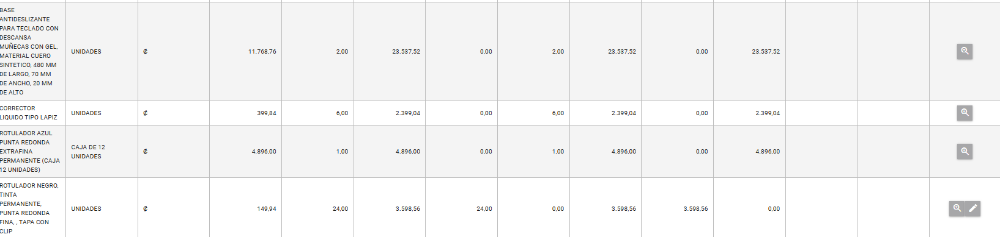 BASE
ANTIDESLIZANTE
PARA TECLADO CON
DESCANSA
MUÑECAS CON GEL,
MATERIAL CUERO
SINTETICO, 480 MM
DE LARGO, 70 MM
DE ANCHO, 20 MM
DE ALTO
UNIDADES
₡
11.768,76
2,00
23.537,52
0,00
2,00
23.537,52
0,00
23.537,52
CORRECTOR
LIQUIDO TIPO LAPIZ
UNIDADES
₡
399,84
6,00
2.399,04
0,00
6,00
2.399,04
0,00
2.399,04
ROTULADOR AZUL
PUNTA REDONDA
EXTRAFINA
PERMANENTE (CAJA
12 UNIDADES)
CAJA DE 12
UNIDADES
₡
4.896,00
1,00
4.896,00
0,00
1,00
4.896,00
0,00
4.896,00
ROTULADOR NEGRO,
TINTA
PERMANENTE,
PUNTA REDONDA
FINA, , TAPA CON
CLIP
UNIDADES
₡
149,94
24,00
3.598,56
24,00
0,00
3.598,56
3.598,56
0,00